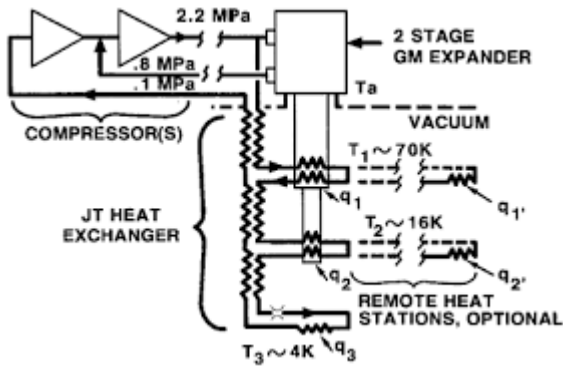 2.2 MPa
2 STAGE
GM EXPANDER
.8 MPa
.1 MPa
Ta
COMPRESSOR(S)
VACUUM
T1 ~ 70K
q1
q1'
JT HEAT
EXCHANGER
T2 ~ 16K
q2
q2'
REMOTE HEAT
STATIONS, OPTIONAL
T3 ~ 4K
q3